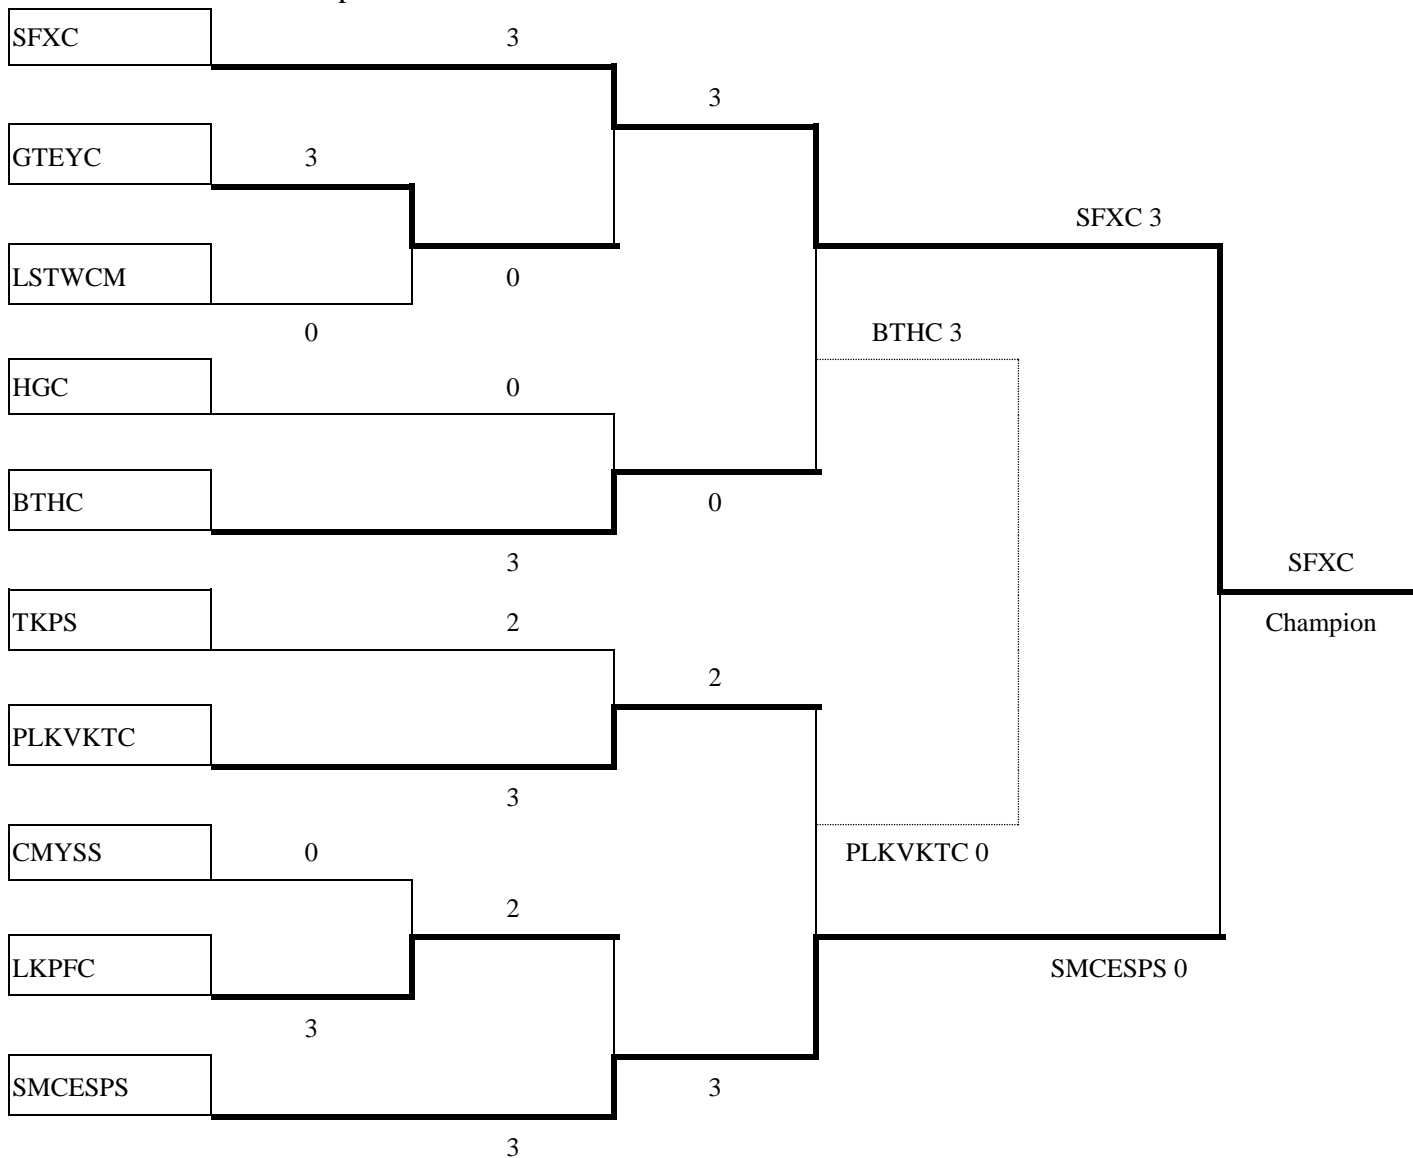 SFXC 3
3
GTEYC 3
SFXC 3
LSTWCM 0
0
BTHC 3
HGC 0
BTHC 0
3
SFXC
TKPS 2
Champion
2
PLKVKTC
3
CMYSS 0
PLKVKTC 0
2
LKPFC
SMCESPS 0
3
SMCESPS
3
3